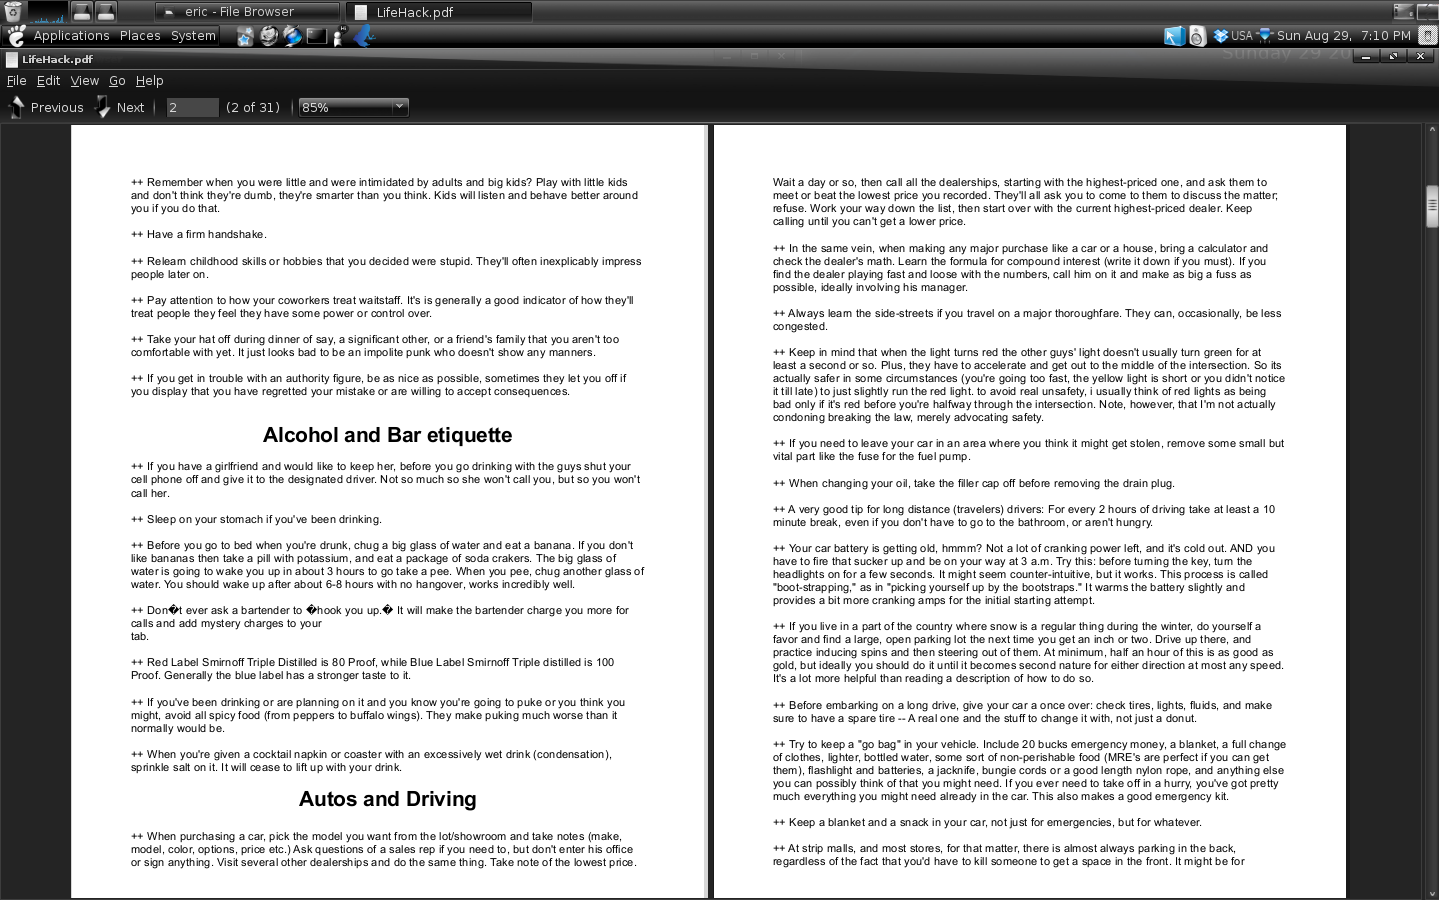 eric - File Browser
LifeHack.pdf
Applications Places System
USA Sun Aug 29, 7:10 PM
LifeHack.pdf
File Edit View Go Help
Previous Next 2 (2 of 31) 85%
++ Remember when you were little and were intimidated by adults and big kids? Play with little kids
and don't think they're dumb, they're smarter than you think. Kids will listen and behave better around
you if you do that.
++ Have a firm handshake.
++ Relearn childhood skills or hobbies that you decided were stupid. They'll often inexplicably impress
people later on.
++ Pay attention to how your coworkers treat waitstaff. It's is generally a good indicator of how they'll
treat people they feel they have some power or control over.
++ Take your hat off during dinner of say, a significant other, or a friend's family that you aren't too
comfortable with yet. It just looks bad to be an impolite punk who doesn't show any manners.
++ If you get in trouble with an authority figure, be as nice as possible, sometimes they let you off if
you display that you have regretted your mistake or are willing to accept consequences.
Alcohol and Bar etiquette
++ If you have a girlfriend and would like to keep her, before you go drinking with the guys shut your
cell phone off and give it to the designated driver. Not so much so she won't call you, but so you won't
call her.
++ Sleep on your stomach if you've been drinking.
++ Before you go to bed when you're drunk, chug a big glass of water and eat a banana. If you don't
like bananas then take a pill with potassium, and eat a package of soda crakers. The big glass of
water is going to wake you up in about 3 hours to go take a pee. When you pee, chug another glass of
water. You should wake up after about 6-8 hours with no hangover, works incredibly well.
++ Don�t ever ask a bartender to �hook you up.� It will make the bartender charge you more for
calls and add mystery charges to your
tab.
++ Red Label Smirnoff Triple Distilled is 80 Proof, while Blue Label Smirnoff Triple distilled is 100
Proof. Generally the blue label has a stronger taste to it.
++ If you've been drinking or are planning on it and you know you're going to puke or you think you
might, avoid all spicy food (from peppers to buffalo wings). They make puking much worse than it
normally would be.
++ When you're given a cocktail napkin or coaster with an excessively wet drink (condensation),
sprinkle salt on it. It will cease to lift up with your drink.
Autos and Driving
++ When purchasing a car, pick the model you want from the lot/showroom and take notes (make,
model, color, options, price etc.) Ask questions of a sales rep if you need to, but don't enter his office
or sign anything. Visit several other dealerships and do the same thing. Take note of the lowest price.
Wait a day or so, then call all the dealerships, starting with the highest-priced one, and ask them to
meet or beat the lowest price you recorded. They'll all ask you to come to them to discuss the matter;
refuse. Work your way down the list, then start over with the current highest-priced dealer. Keep
calling until you can't get a lower price.
++ In the same vein, when making any major purchase like a car or a house, bring a calculator and
check the dealer's math. Learn the formula for compound interest (write it down if you must). If you
find the dealer playing fast and loose with the numbers, call him on it and make as big a fuss as
possible, ideally involving his manager.
++ Always learn the side-streets if you travel on a major thoroughfare. They can, occasionally, be less
congested.
++ Keep in mind that when the light turns red the other guys' light doesn't usually turn green for at
least a second or so. Plus, they have to accelerate and get out to the middle of the intersection. So its
actually safer in some circumstances (you're going too fast, the yellow light is short or you didn't notice
it till late) to just slightly run the red light. to avoid real unsafety, i usually think of red lights as being
bad only if it's red before you're halfway through the intersection. Note, however, that I'm not actually
condoning breaking the law, merely advocating safety.
++ If you need to leave your car in an area where you think it might get stolen, remove some small but
vital part like the fuse for the fuel pump.
++ When changing your oil, take the filler cap off before removing the drain plug.
++ A very good tip for long distance (travelers) drivers: For every 2 hours of driving take at least a 10
minute break, even if you don't have to go to the bathroom, or aren't hungry.
++ Your car battery is getting old, hmmm? Not a lot of cranking power left, and it's cold out. AND you
have to fire that sucker up and be on your way at 3 a.m. Try this: before turning the key, turn the
headlights on for a few seconds. It might seem counter-intuitive, but it works. This process is called
"boot-strapping," as in "picking yourself up by the bootstraps." It warms the battery slightly and
provides a bit more cranking amps for the initial starting attempt.
++ If you live in a part of the country where snow is a regular thing during the winter, do yourself a
favor and find a large, open parking lot the next time you get an inch or two. Drive up there, and
practice inducing spins and then steering out of them. At minimum, half an hour of this is as good as
gold, but ideally you should do it until it becomes second nature for either direction at most any speed.
It's a lot more helpful than reading a description of how to do so.
++ Before embarking on a long drive, give your car a once over: check tires, lights, fluids, and make
sure to have a spare tire -- A real one and the stuff to change it with, not just a donut.
++ Try to keep a "go bag" in your vehicle. Include 20 bucks emergency money, a blanket, a full change
of clothes, lighter, bottled water, some sort of non-perishable food (MRE's are perfect if you can get
them), flashlight and batteries, a jacknife, bungie cords or a good length nylon rope, and anything else
you can possibly think of that you might need. If you ever need to take off in a hurry, you've got pretty
much everything you might need already in the car. This also makes a good emergency kit.
++ Keep a blanket and a snack in your car, not just for emergencies, but for whatever.
++ At strip malls, and most stores, for that matter, there is almost always parking in the back,
regardless of the fact that you'd have to kill someone to get a space in the front. It might be for